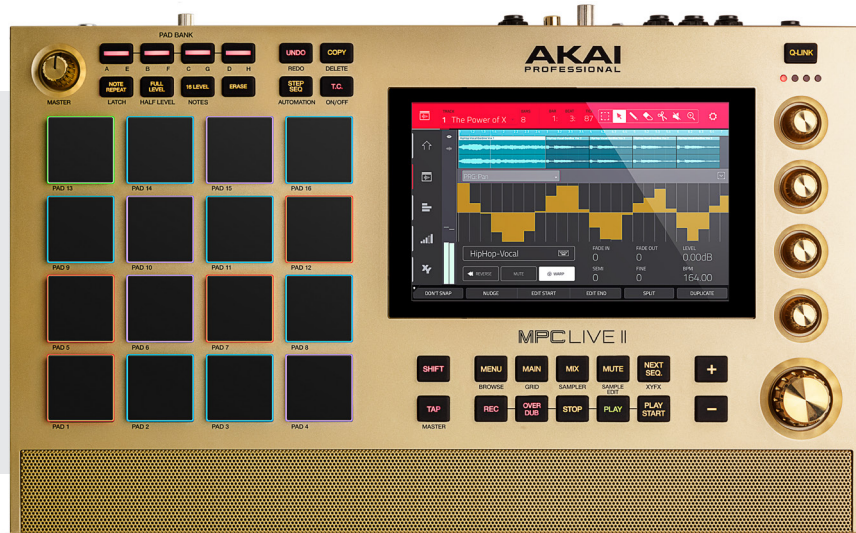 PAD BANK
A E B F C G D H
UNDO COPY
REDO DELETE
NOTE REPEAT FULL LEVEL 16 LEVEL ERASE STEP SEQ T.C.
LATCH HALF LEVEL NOTES AUTOMATION ON/OFF
MASTER
AKAI
PROFESSIONAL
Q-LINK
PAD 13 PAD 14 PAD 15 PAD 16
PAD 9 PAD 10 PAD 11 PAD 12
PAD 5 PAD 6 PAD 7 PAD 8
PAD 1 PAD 2 PAD 3 PAD 4
1 The Power of X 8 1: 3: 87
PRG Pan
HipHop-Vocal
FADE IN FADE OUT LEVEL
0 0 0.00dB
REVERSE MUTE WARP
SEMI FINE BPM
0 0 164.00
DON'T SNAP NUDGE EDIT START EDIT END SPLIT DUPLICATE
MPCLIVE II
SHIFT MENU MAIN MIX MUTE NEXT SEQ. +
BROWSE GRID SAMPLER SAMPLE EDIT XYFX
TAP REC OVER DUB STOP PLAY PLAY START −
MASTER